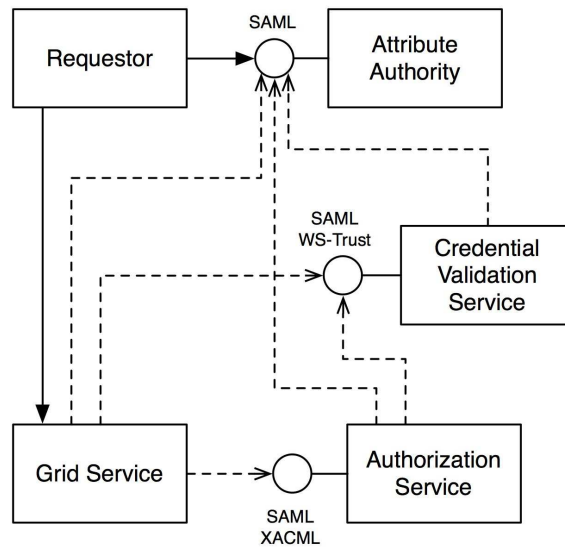 SAML
Requestor
Attribute
Authority
SAML
WS-Trust
Credential
Validation
Service
Grid Service
Authorization
Service
SAML
XACML